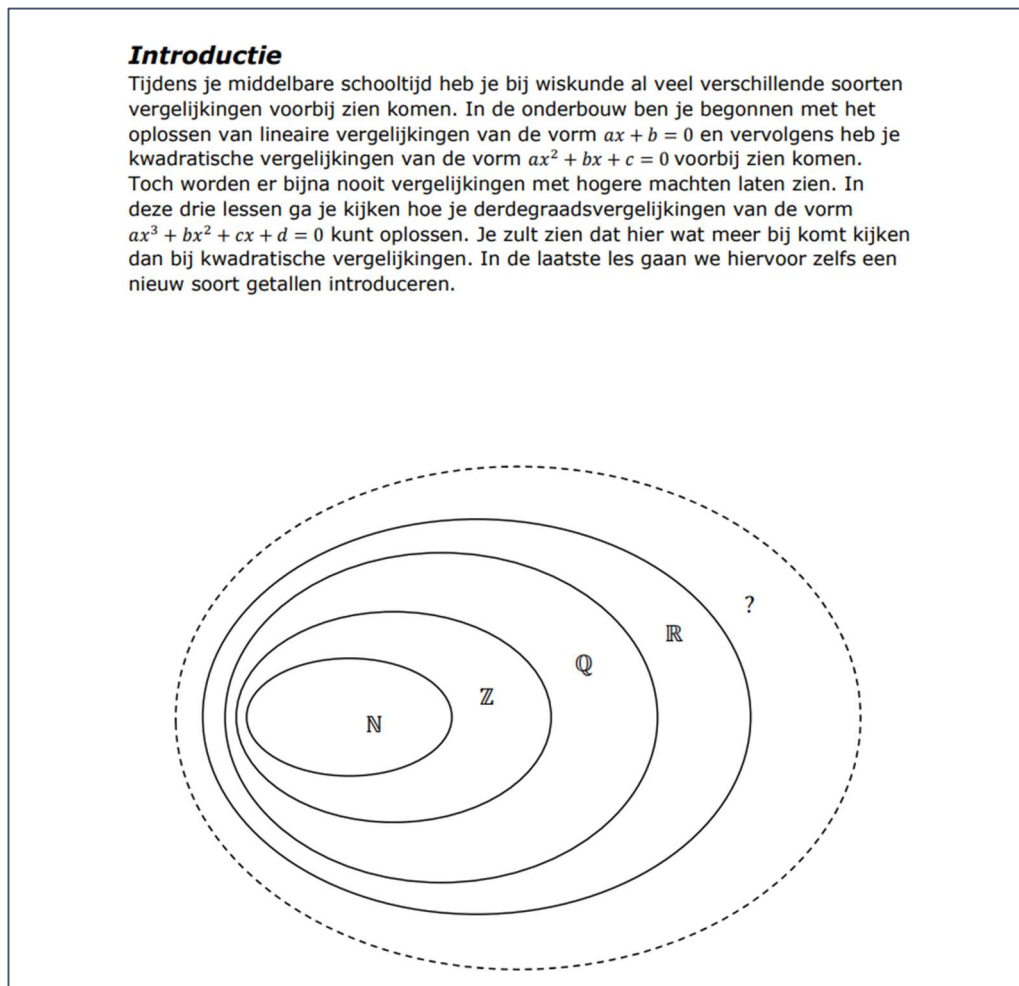 Introductie
Tijdens je middelbare schooltijd heb je bij wiskunde al veel verschillende soorten
vergelijkingen voorbij zien komen. In de onderbouw ben je begonnen met het
oplossen van lineaire vergelijkingen van de vorm ax + b = 0 en vervolgens heb je
kwadratische vergelijkingen van de vorm ax² + bx + c = 0 voorbij zien komen.
Toch worden er bijna nooit vergelijkingen met hogere machten laten zien. In
deze drie lessen ga je kijken hoe je derdegraadsvergelijkingen van de vorm
ax³ + bx² + cx + d = 0 kunt oplossen. Je zult zien dat hier wat meer bij komt kijken
dan bij kwadratische vergelijkingen. In de laatste les gaan we hiervoor zelfs een
nieuw soort getallen introduceren.
?
ℝ
ℚ
ℤ
ℕ